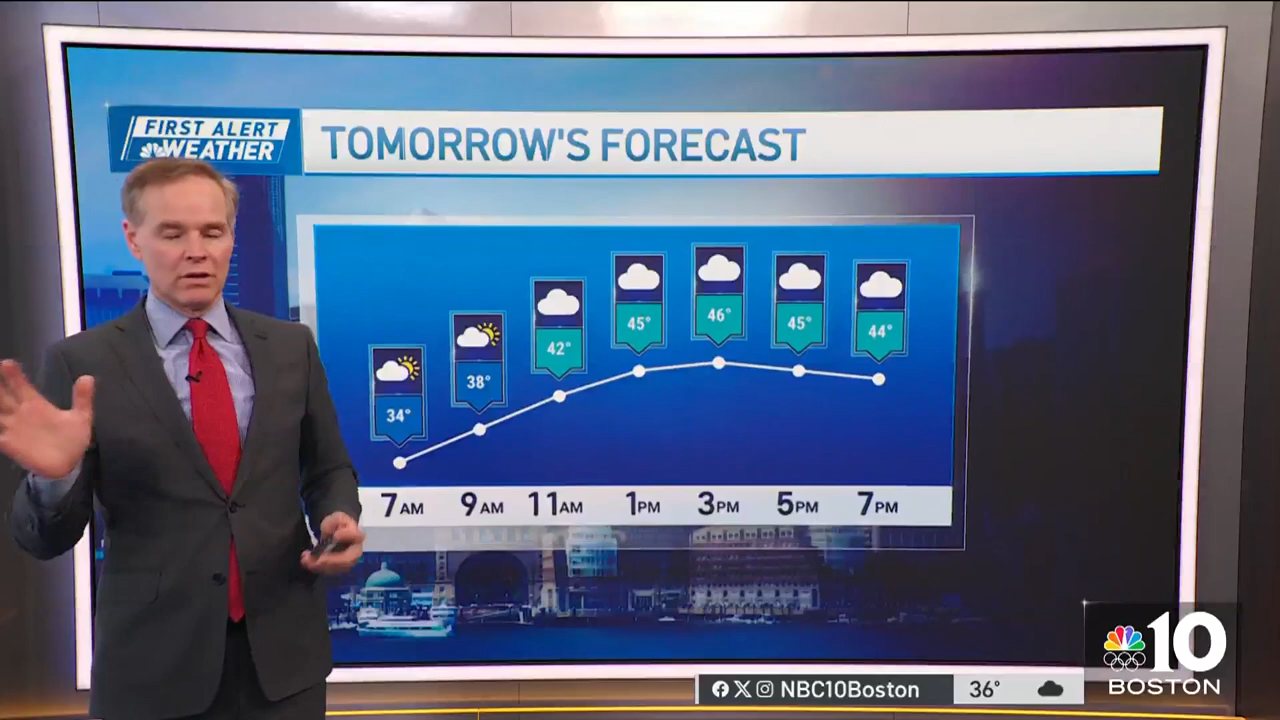 FIRST ALERT
WEATHER
TOMORROW'S FORECAST
34°
38°
42°
45°
46°
45°
44°
7AM
9AM
11AM
1PM
3PM
5PM
7PM
10
BOSTON
NBC10Boston
36°